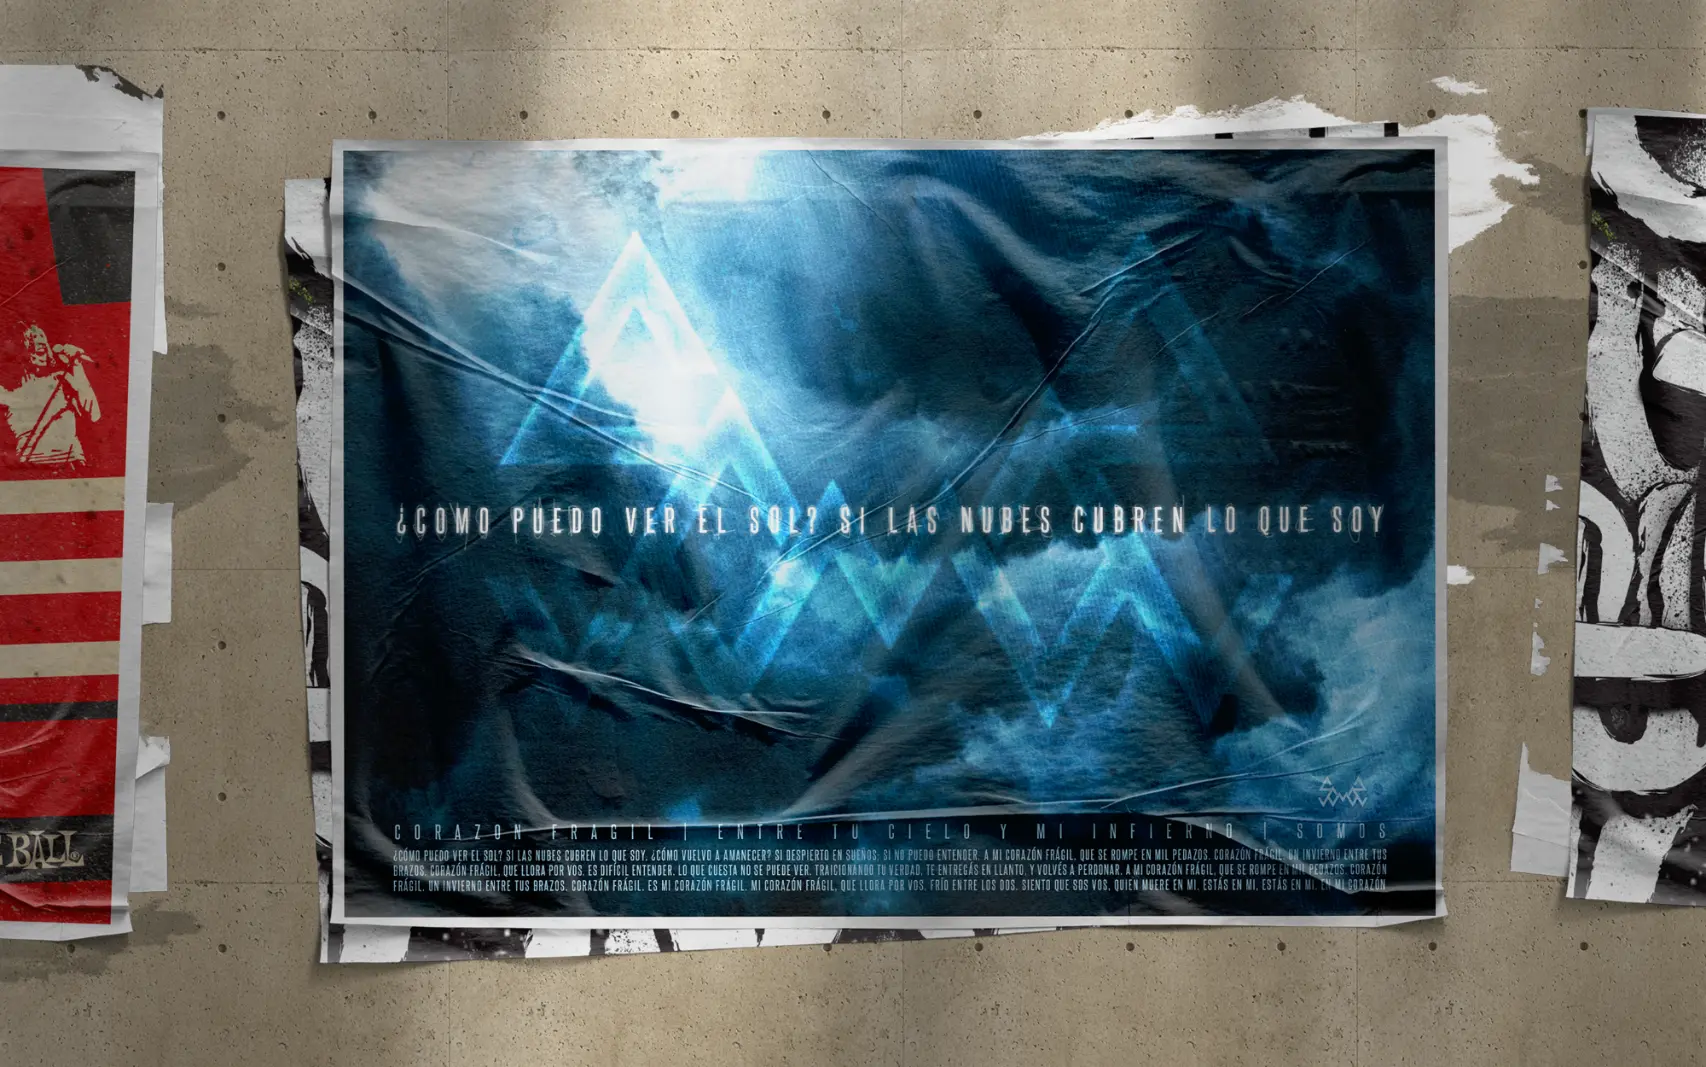 ¿COMO PUEDO VER EL SOL? SI LAS NUBES CUBREN LO QUE SOY
CORAZON FRAGIL | ENTRE TU CIELO Y MI INFIERNO | SOMOS
¿CÓMO PUEDO VER EL SOL? SI LAS NUBES CUBREN LO QUE SOY. ¿CÓMO VUELVO A AMANECER? SI DESPIERTO EN SUEÑOS. SI NO PUEDO ENTENDER. A MI CORAZÓN FRÁGIL, QUE SE ROMPE EN MIL PEDAZOS. CORAZÓN FRÁGIL, UN INVIERNO ENTRE TUS
BRAZOS. CORAZÓN FRÁGIL, QUE LLORA POR VOS. ES DIFÍCIL ENTENDER. LO QUE CUESTA NO SE PUEDE VER. TRAICIONANDO TU VERDAD. TE ENTREGÁS EN LLANTO, Y VOLVÉS A PERDONAR. A MI CORAZÓN FRÁGIL, QUE SE ROMPE EN MIL PEDAZOS. CORAZÓN
FRÁGIL, UN INVIERNO ENTRE TUS BRAZOS. CORAZÓN FRÁGIL. ES MI CORAZÓN FRÁGIL. MI CORAZÓN FRÁGIL, QUE LLORA POR VOS. FRÍO ENTRE LOS DOS. SIENTO QUE SOS VOS, QUIEN MUERE EN MI. ESTÁS EN MI, ESTÁS EN MI. EN MI CORAZÓN
BALL